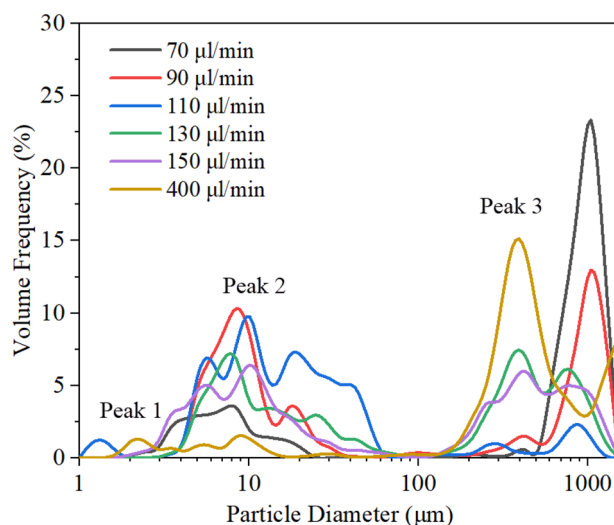 30
25
20
15
10
5
0
Volume Frequency (%)
70 μl/min
90 μl/min
110 μl/min
130 μl/min
150 μl/min
400 μl/min
Peak 1
Peak 2
Peak 3
1
10
100
1000
Particle Diameter (μm)